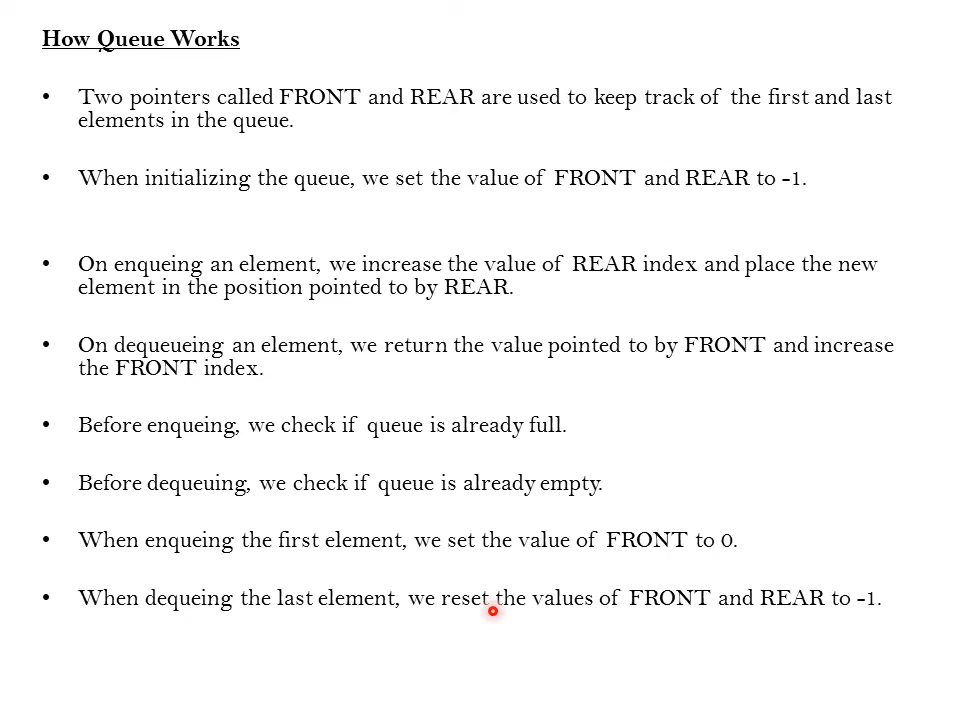 How Queue Works
• Two pointers called FRONT and REAR are used to keep track of the first and last
elements in the queue.
• When initializing the queue, we set the value of FRONT and REAR to -1.
• On enqueing an element, we increase the value of REAR index and place the new
element in the position pointed to by REAR.
• On dequeueing an element, we return the value pointed to by FRONT and increase
the FRONT index.
• Before enqueing, we check if queue is already full.
• Before dequeuing, we check if queue is already empty.
• When enqueing the first element, we set the value of FRONT to 0.
• When dequeing the last element, we reset the values of FRONT and REAR to -1.